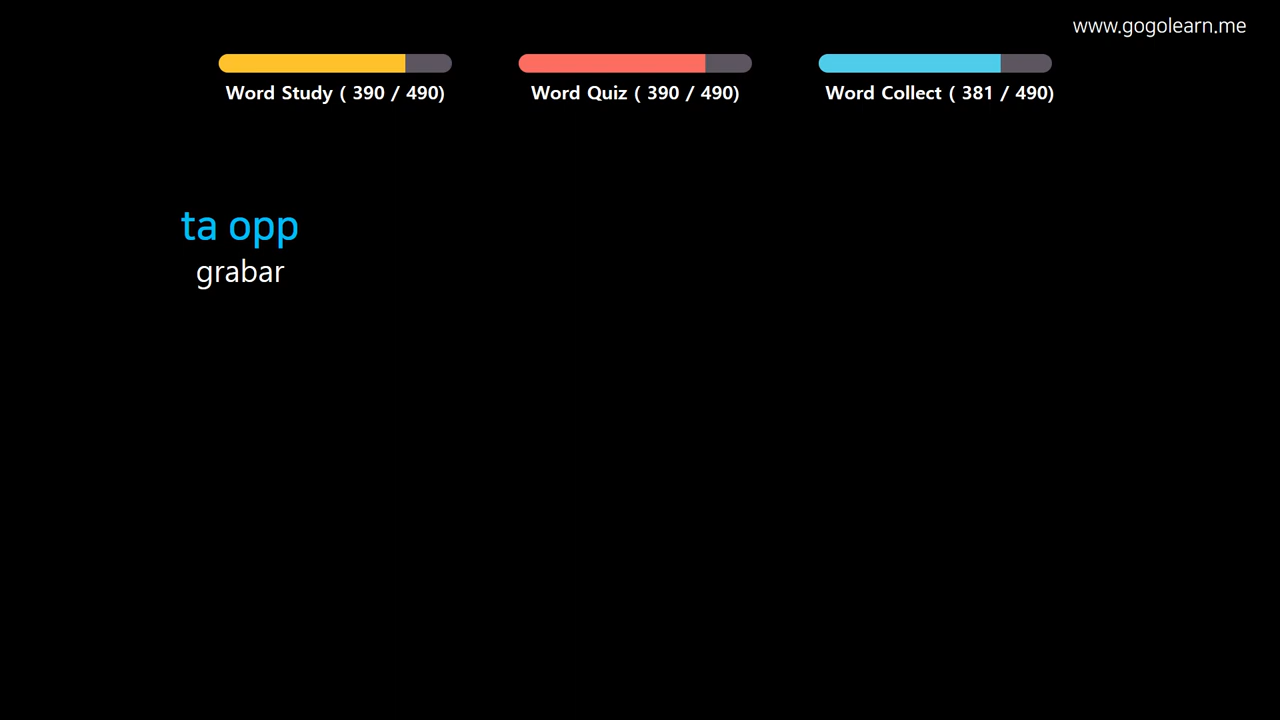 www.gogolearn.me
Word Study ( 390 / 490)
Word Quiz ( 390 / 490)
Word Collect ( 381 / 490)
ta opp
grabar